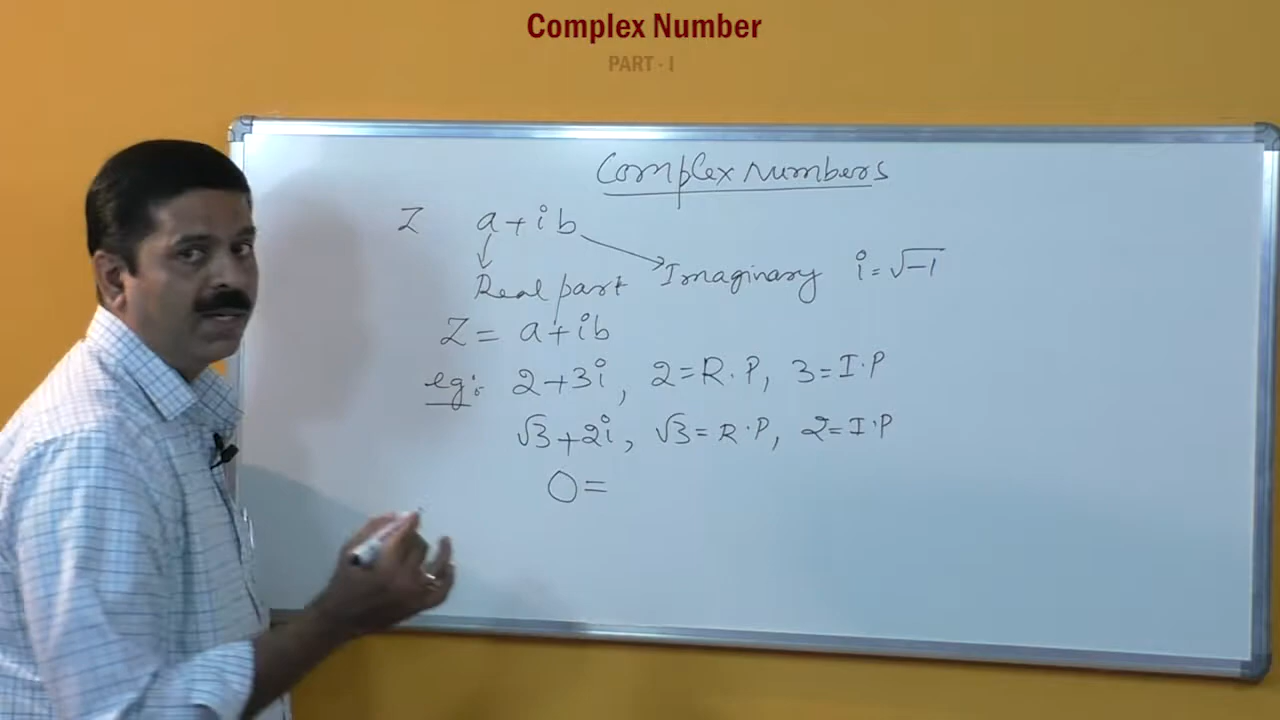 Complex Number
PART - I
Complex Numbers
Z a+ib
Real part Imaginary i=√-1
Z = a+ib
eg: 2+3i, 2=R.P, 3=I.P
√3+2i, √3=R.P, 2=I.P
0=